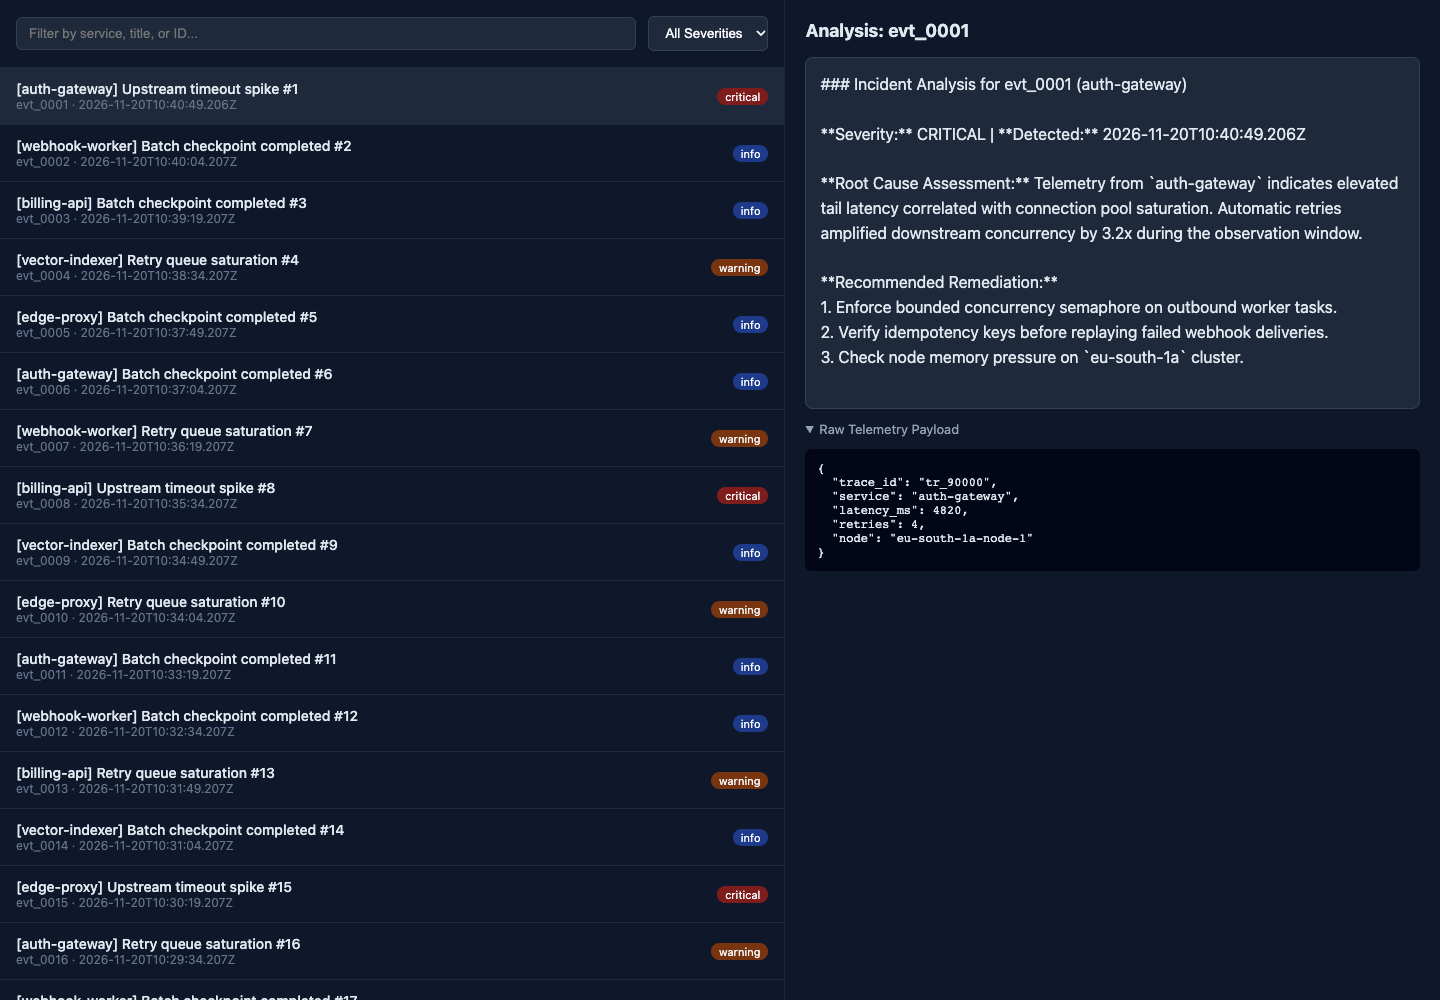 Filter by service, title, or ID...
All Severities
[auth-gateway] Upstream timeout spike #1
evt_0001 · 2026-11-20T10:40:49.206Z
critical
[webhook-worker] Batch checkpoint completed #2
evt_0002 · 2026-11-20T10:40:04.207Z
info
[billing-api] Batch checkpoint completed #3
evt_0003 · 2026-11-20T10:39:19.207Z
info
[vector-indexer] Retry queue saturation #4
evt_0004 · 2026-11-20T10:38:34.207Z
warning
[edge-proxy] Batch checkpoint completed #5
evt_0005 · 2026-11-20T10:37:49.207Z
info
[auth-gateway] Batch checkpoint completed #6
evt_0006 · 2026-11-20T10:37:04.207Z
info
[webhook-worker] Retry queue saturation #7
evt_0007 · 2026-11-20T10:36:19.207Z
warning
[billing-api] Upstream timeout spike #8
evt_0008 · 2026-11-20T10:35:34.207Z
critical
[vector-indexer] Batch checkpoint completed #9
evt_0009 · 2026-11-20T10:34:49.207Z
info
[edge-proxy] Retry queue saturation #10
evt_0010 · 2026-11-20T10:34:04.207Z
warning
[auth-gateway] Batch checkpoint completed #11
evt_0011 · 2026-11-20T10:33:19.207Z
info
[webhook-worker] Batch checkpoint completed #12
evt_0012 · 2026-11-20T10:32:34.207Z
info
[billing-api] Retry queue saturation #13
evt_0013 · 2026-11-20T10:31:49.207Z
warning
[vector-indexer] Batch checkpoint completed #14
evt_0014 · 2026-11-20T10:31:04.207Z
info
[edge-proxy] Upstream timeout spike #15
evt_0015 · 2026-11-20T10:30:19.207Z
critical
[auth-gateway] Retry queue saturation #16
evt_0016 · 2026-11-20T10:29:34.207Z
warning
[webhook-worker] Batch checkpoint completed #17
Analysis: evt_0001
### Incident Analysis for evt_0001 (auth-gateway)
**Severity:** CRITICAL | **Detected:** 2026-11-20T10:40:49.206Z
**Root Cause Assessment:** Telemetry from `auth-gateway` indicates elevated
tail latency correlated with connection pool saturation. Automatic retries
amplified downstream concurrency by 3.2x during the observation window.
**Recommended Remediation:**
1. Enforce bounded concurrency semaphore on outbound worker tasks.
2. Verify idempotency keys before replaying failed webhook deliveries.
3. Check node memory pressure on `eu-south-1a` cluster.
▼ Raw Telemetry Payload
{
  "trace_id": "tr_90000",
  "service": "auth-gateway",
  "latency_ms": 4820,
  "retries": 4,
  "node": "eu-south-1a-node-1"
}